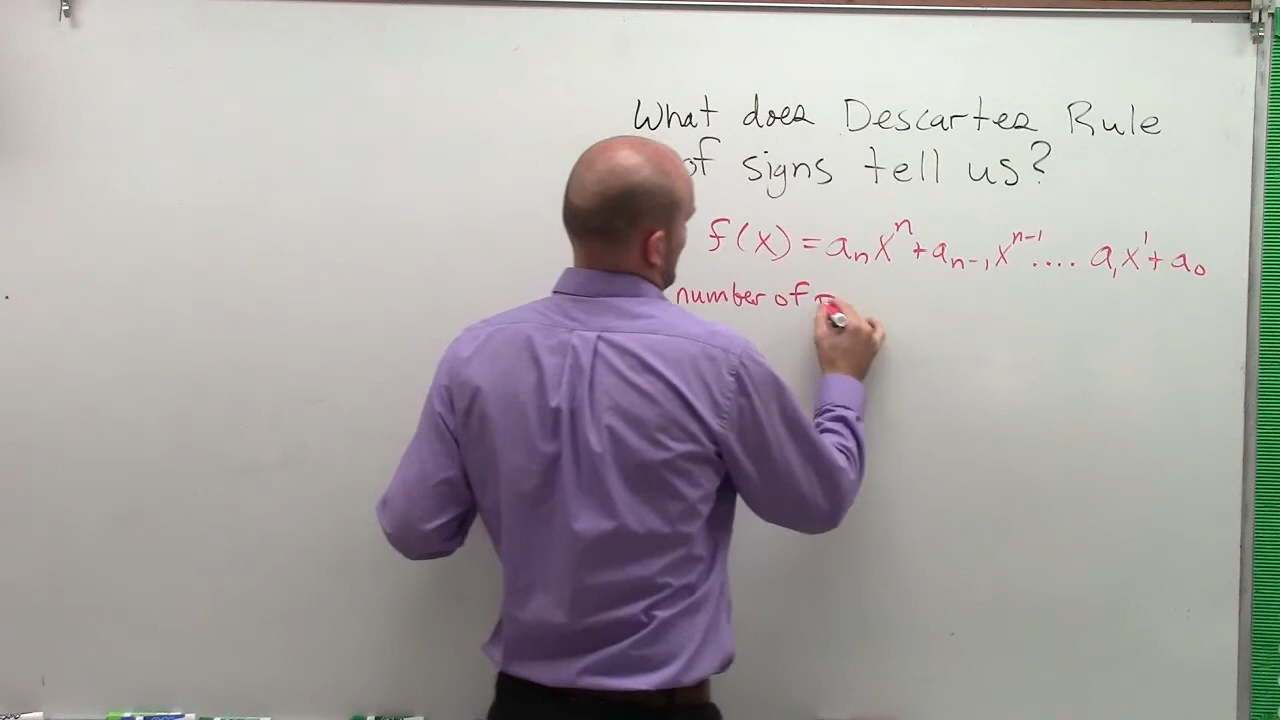 What does Descartes Rule
of signs tell us?
f(x) = aₙxⁿ + aₙ₋₁xⁿ⁻¹.... a₁x¹ + a₀
number of